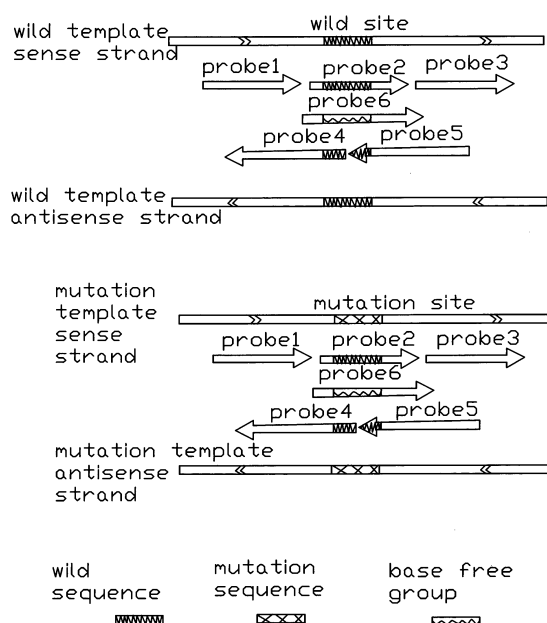 wild template
sense strand
wild site
probe1
probe2
probe3
probe6
probe4
probe5
wild template
antisense strand
mutation
template
sense
strand
mutation site
probe1
probe2
probe3
probe6
probe4
probe5
mutation template
antisense
strand
wild
sequence
mutation
sequence
base free
group